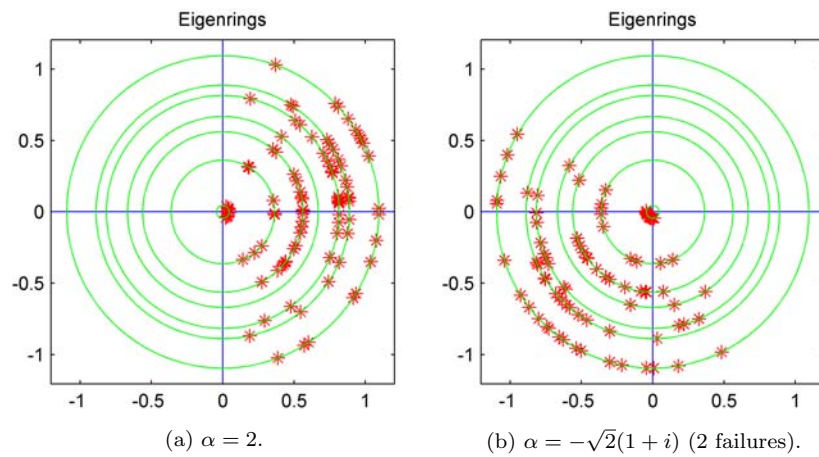 Eigenrings
Eigenrings
1
0.5
0
-0.5
-1
-1 -0.5 0 0.5 1
1
0.5
0
-0.5
-1
-1 -0.5 0 0.5 1
(a) α = 2.
(b) α = −√2(1 + i) (2 failures).